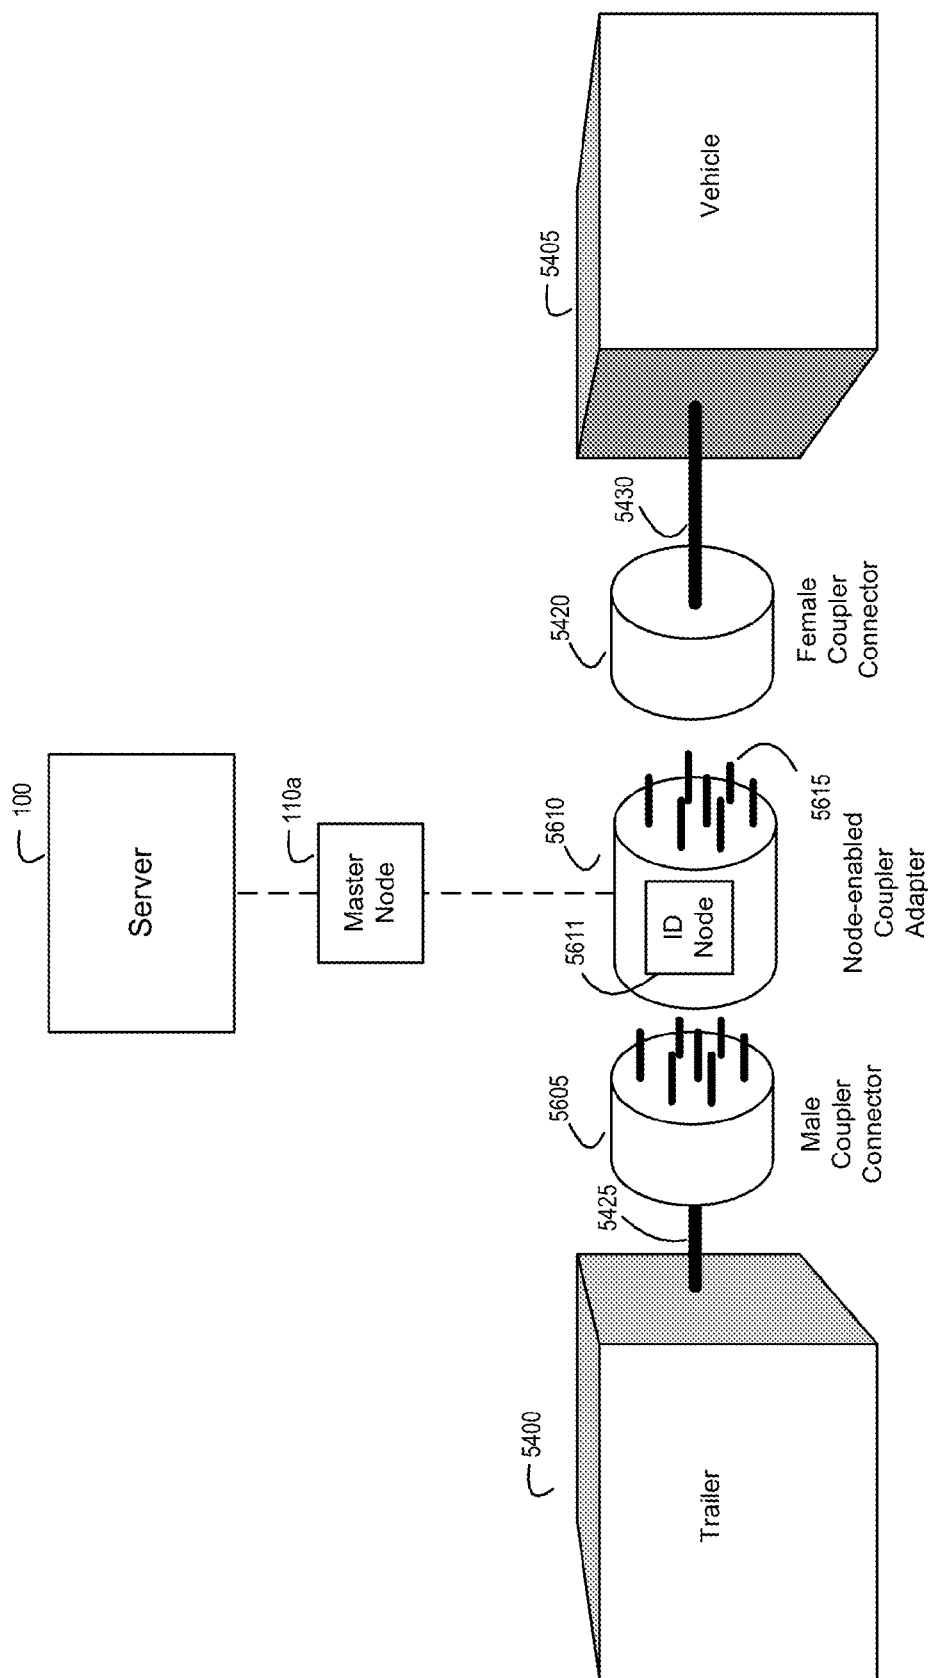 100
Server
110a
Master
Node
5400
Trailer
5425
5605
Male
Coupler
Connector
5611
ID
Node
5610
Node-enabled
Coupler
Adapter
5615
5420
Female
Coupler
Connector
5430
5405
Vehicle